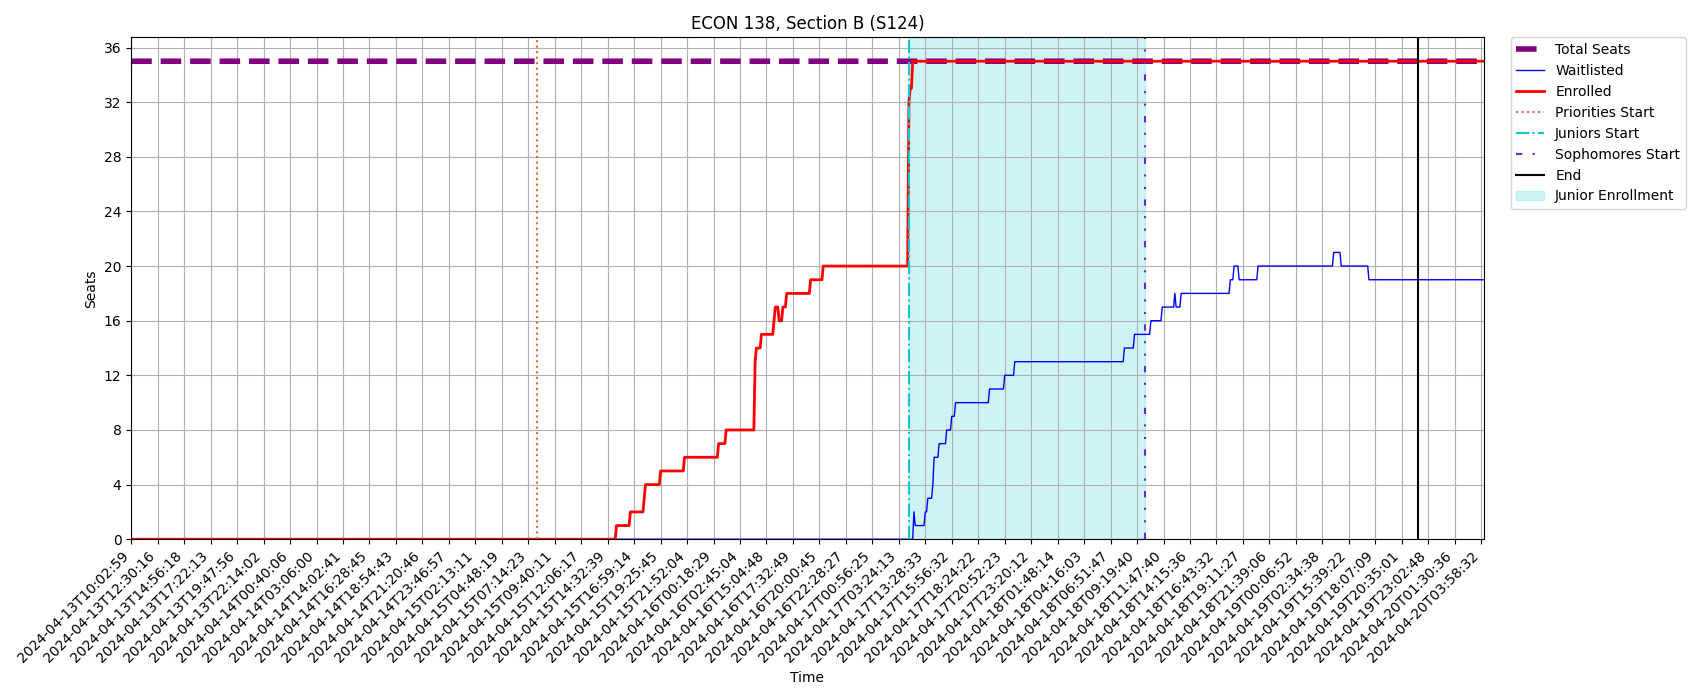 ECON 138, Section B (S124)
36
32
28
24
20
16
12
8
4
0
Seats
2024-04-13T10:02:59
2024-04-13T12:30:16
2024-04-13T14:56:18
2024-04-13T17:22:13
2024-04-13T19:47:56
2024-04-13T22:14:02
2024-04-14T00:40:06
2024-04-14T03:06:00
2024-04-14T14:02:41
2024-04-14T16:28:45
2024-04-14T18:54:43
2024-04-14T21:20:46
2024-04-14T23:46:57
2024-04-15T02:13:11
2024-04-15T04:48:19
2024-04-15T07:14:23
2024-04-15T09:40:11
2024-04-15T12:06:17
2024-04-15T14:32:39
2024-04-15T16:59:14
2024-04-15T19:25:45
2024-04-15T21:52:04
2024-04-16T00:18:29
2024-04-16T02:45:04
2024-04-16T15:04:48
2024-04-16T17:32:49
2024-04-16T20:00:45
2024-04-16T22:28:27
2024-04-17T00:56:25
2024-04-17T03:24:13
2024-04-17T13:28:33
2024-04-17T15:56:32
2024-04-17T18:24:22
2024-04-17T20:52:23
2024-04-17T23:20:12
2024-04-18T01:48:14
2024-04-18T04:16:03
2024-04-18T06:51:47
2024-04-18T09:19:40
2024-04-18T11:47:40
2024-04-18T14:15:36
2024-04-18T16:43:32
2024-04-18T19:11:27
2024-04-18T21:39:06
2024-04-19T00:06:52
2024-04-19T02:34:38
2024-04-19T15:39:22
2024-04-19T18:07:09
2024-04-19T20:35:01
2024-04-19T23:02:48
2024-04-20T01:30:36
2024-04-20T03:58:32
Time
Total Seats
Waitlisted
Enrolled
Priorities Start
Juniors Start
Sophomores Start
End
Junior Enrollment